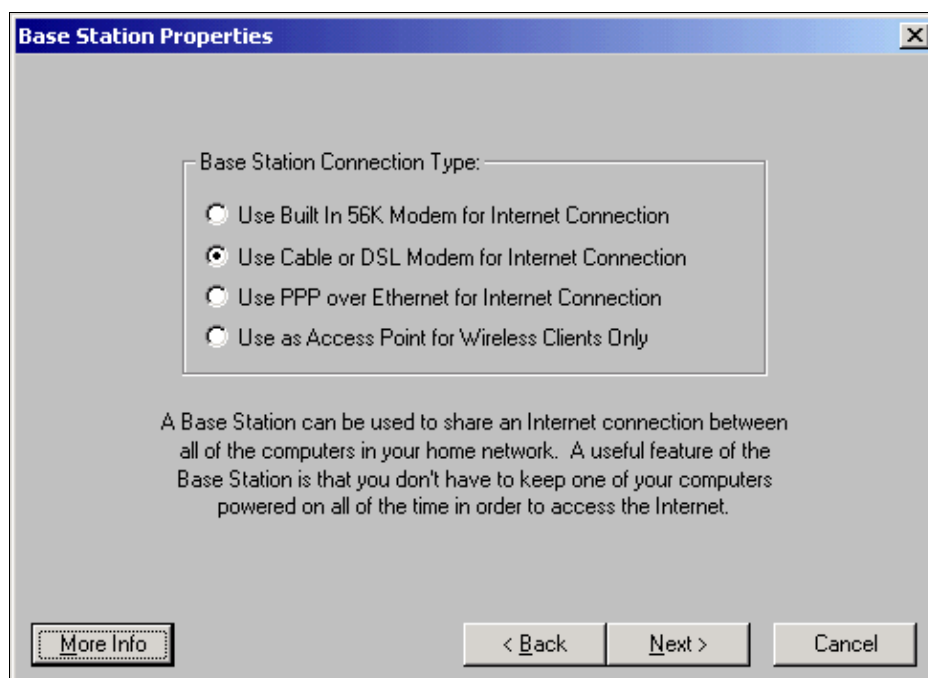 Base Station Properties
Base Station Connection Type:
Use Built In 56K Modem for Internet Connection
Use Cable or DSL Modem for Internet Connection
Use PPP over Ethernet for Internet Connection
Use as Access Point for Wireless Clients Only
A Base Station can be used to share an Internet connection between
all of the computers in your home network.  A useful feature of the
Base Station is that you don't have to keep one of your computers
powered on all of the time in order to access the Internet.
More Info
< Back
Next >
Cancel